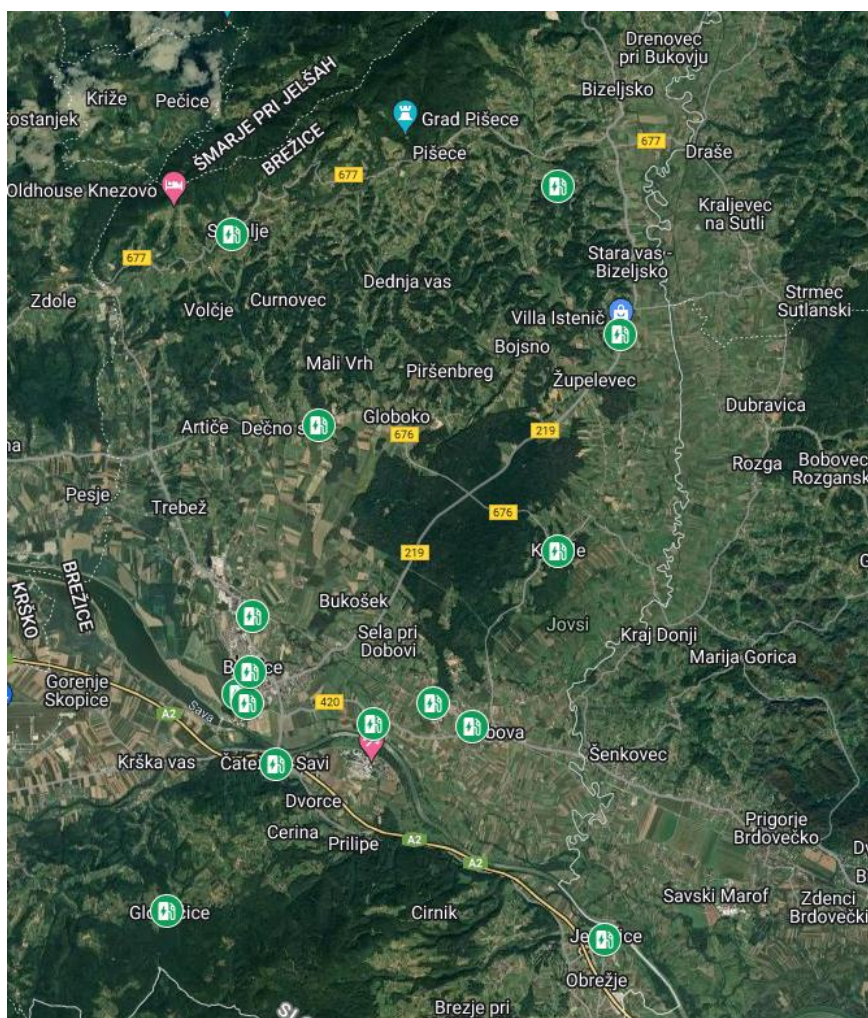 Drenovec
pri Bukovju
Križe
Pečice
ŠMARJE PRI JELŠAH
BREŽICE
Bizeljsko
Grad Pišece
Pišece
677
Draše
677
Oldhouse Knezovo
Kraljevec
na Sutli
677
Stara vas -
Bizeljsko
Dednja vas
Zdole
Volčje
Curnovec
Villa Istenič
Strmec
Sutlanski
Bojsno
Mali Vrh
Piršenbreg
Župelevec
Dubravica
Artiče
Dečno
Globoko
676
219
Rozga
Bobovec
Pesje
Trebež
676
219
BREŽICE
KRŠKO
Bukošek
Sela pri
Dobovi
Jovsi
Kraj Donji
Marija Gorica
Gorenje
Skopice
Sava
A2
420
Šenkovec
Krška vas
Dvorce
Cerina
Prilipe
A2
A2
Prigorje
Brdovečko
Savski Marof
Zdenci
Cirnik
Obrežje
Brezje pri